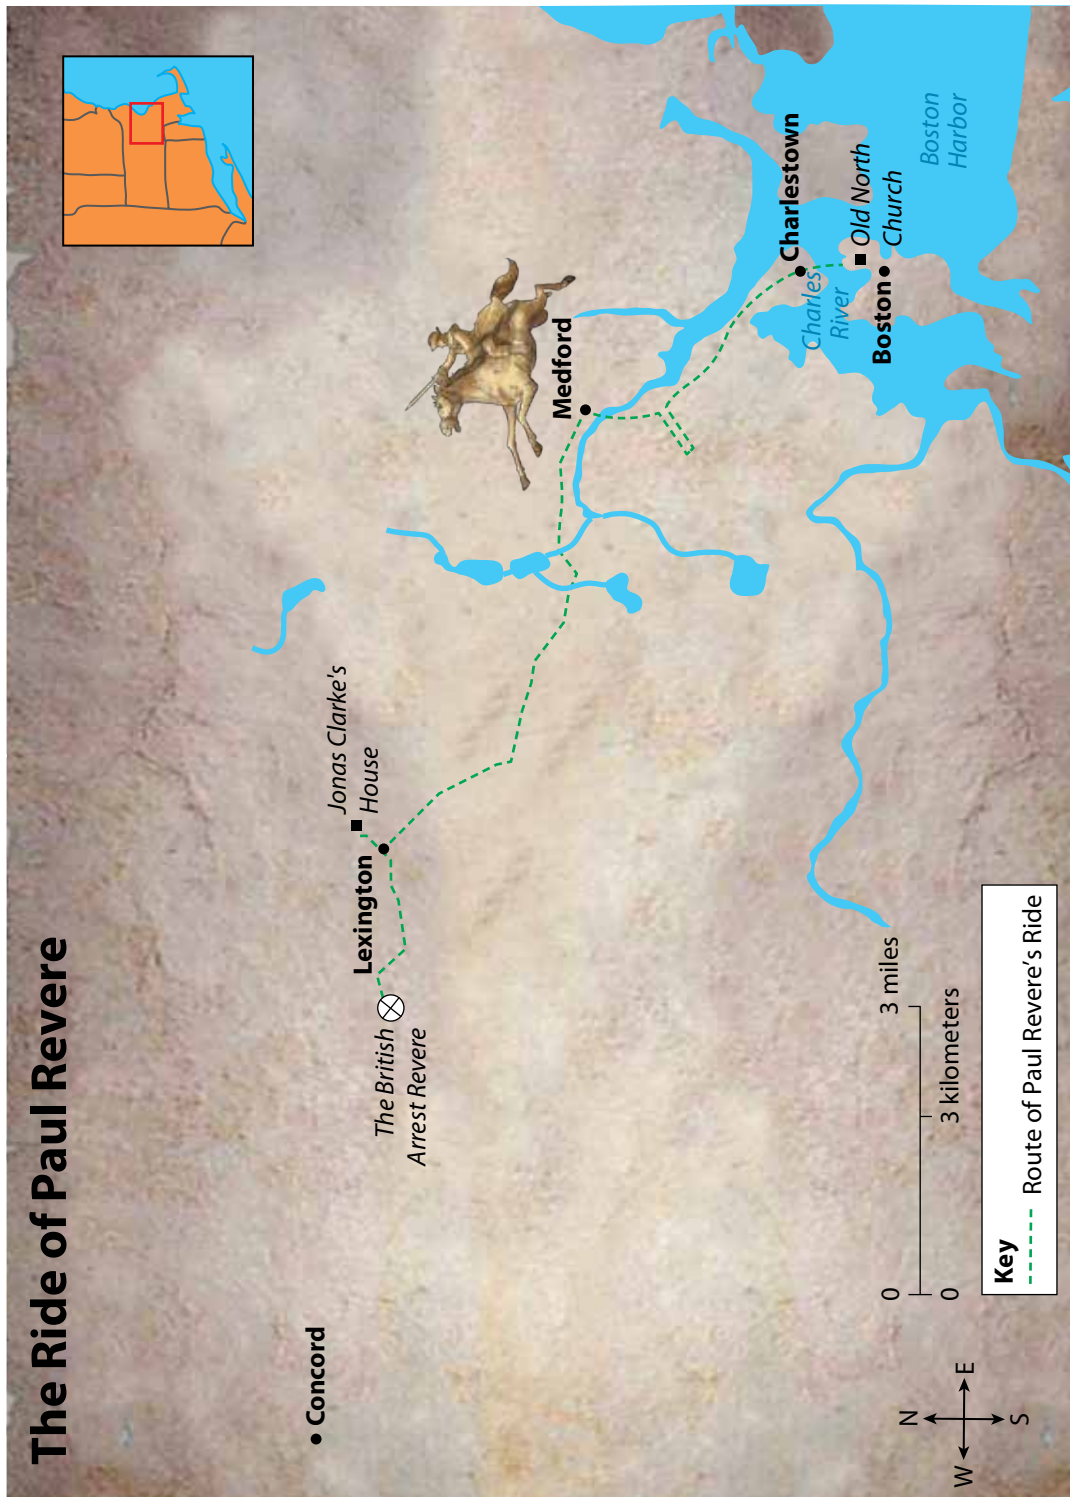 The Ride of Paul Revere
Concord
The British
Arrest Revere
Lexington
Jonas Clarke's
House
Medford
Charlestown
Charles
River
Old North
Church
Boston
Boston
Harbor
0
3 miles
0
3 kilometers
N
W
E
S
Key
Route of Paul Revere's Ride